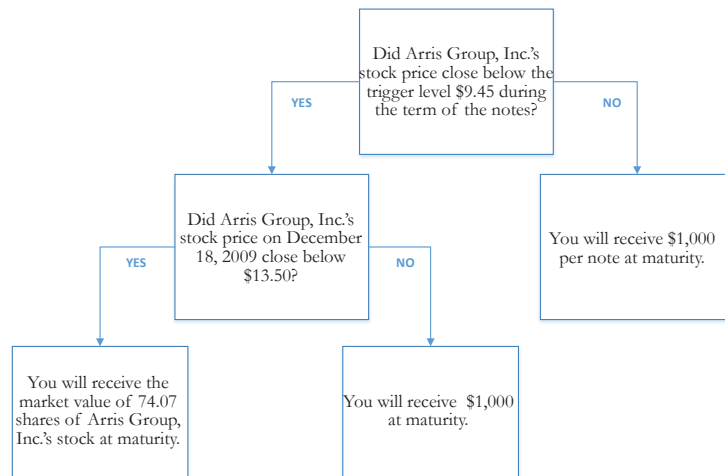 Did Arris Group, Inc.'s
stock price close below the
trigger level $9.45 during
the term of the notes?
YES
NO
Did Arris Group, Inc.'s
stock price on December
18, 2009 close below
$13.50?
You will receive $1,000
per note at maturity.
YES
NO
You will receive the
market value of 74.07
shares of Arris Group,
Inc.'s stock at maturity.
You will receive $1,000
at maturity.